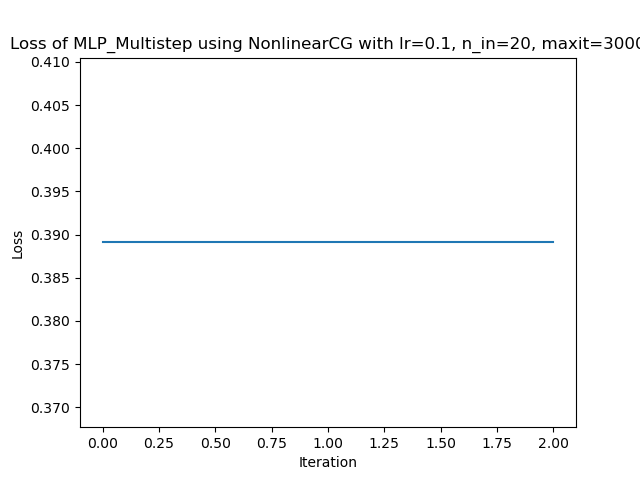 Loss of MLP_Multistep using NonlinearCG with lr=0.1, n_in=20, maxit=3000
0.410
0.405
0.400
0.395
0.390
0.385
0.380
0.375
0.370
Loss
0.00 0.25 0.50 0.75 1.00 1.25 1.50 1.75 2.00
Iteration